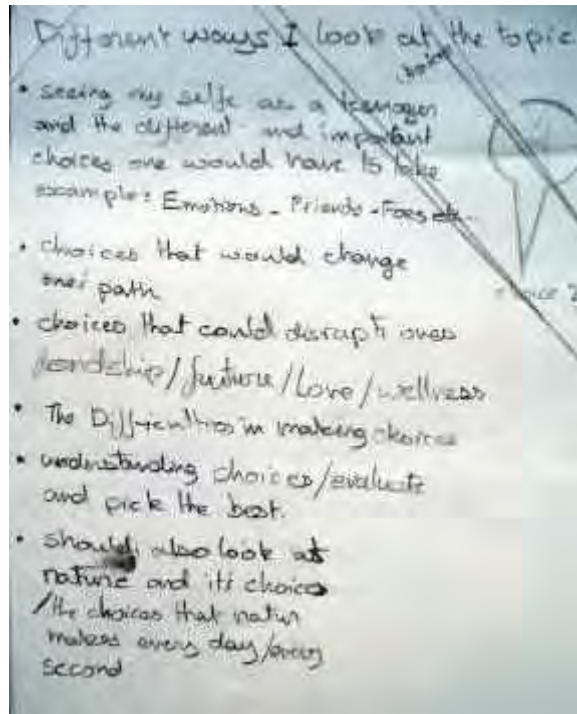 Different ways I look at the topic
choices
• seeing my selfe as a teenager
and the different and important
choices one would have to take
example: Emotions - Friends - Foes etc...
• choices that would change
ones path
• choices that could disrupt ones
friendship/future/Love/wellness
• The Difficulties in making choices
• understanding choices/evaluate
and pick the best.
• should also look at
nature and its choices
/the choices that natur
makes every day/every
second